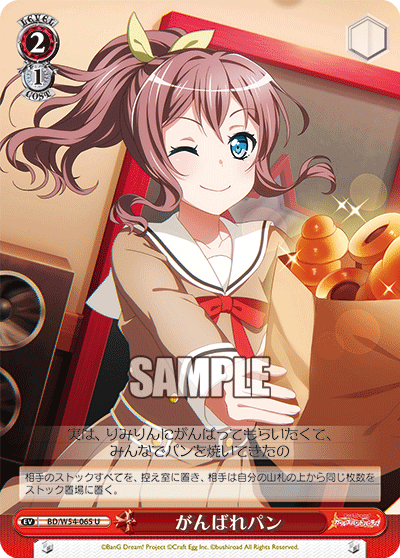 LEVEL
2
1
COST
SAMPLE
実は、りみりんにがんばってもらいたくて、
みんなでパンを焼いてきたの
相手のストックすべてを、控え室に置き、相手は自分の山札の上から同じ枚数を
ストック置場に置く。
EV BD/W54-065 U
がんばれパン
©BanG Dream! Project ©Craft Egg Inc. ©bushiroad All Rights Reserved.